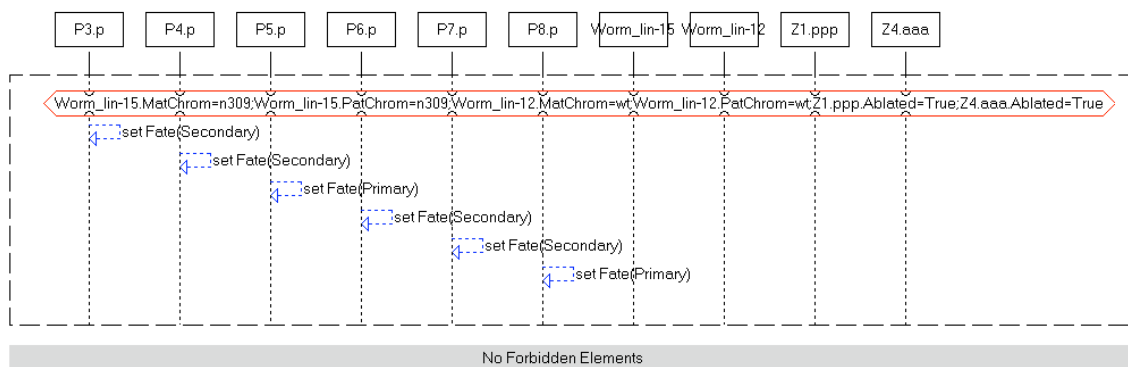 P3.p P4.p P5.p P6.p P7.p P8.p Worm_lin-15 Worm_lin-12 Z1.ppp Z4.aaa
Worm_lin-15.MatChrom=n309;Worm_lin-15.PatChrom=n309;Worm_lin-12.MatChrom=wt;Worm_lin-12.PatChrom=wt;Z1.ppp.Ablated=True;Z4.aaa.Ablated=True
set Fate(Secondary)
set Fate(Secondary)
set Fate(Primary)
set Fate(Secondary)
set Fate(Secondary)
set Fate(Primary)
No Forbidden Elements